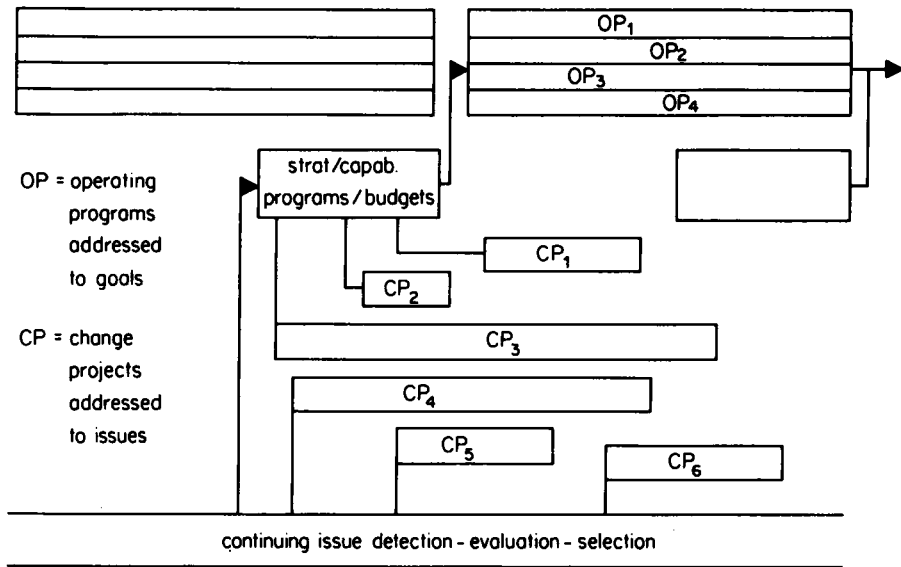 OP₁
OP₂
OP₃
OP₄
strat/capab.
programs/budgets
OP = operating
programs
addressed
to goals
CP₁
CP₂
CP = change
projects
addressed
to issues
CP₃
CP₄
CP₅
CP₆
continuing issue detection - evaluation - selection